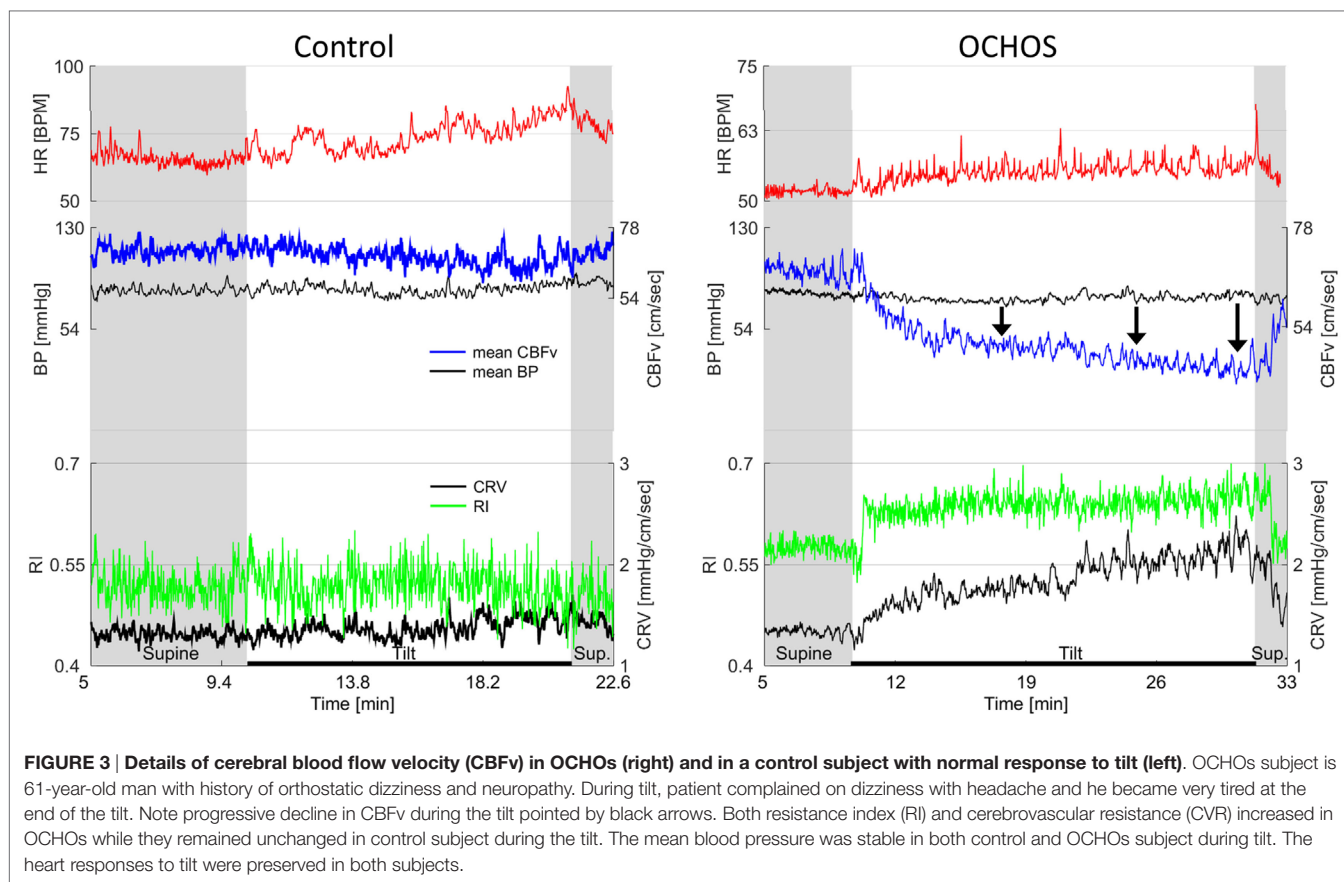 Control
OCHOS
100
75
50
HR [BPM]
75
63
50
HR [BPM]
130
54
BP [mmHg]
78
54
CBFv [cm/sec]
mean CBFv
mean BP
130
54
BP [mmHg]
78
54
CBFv [cm/sec]
0.7
0.55
0.4
RI
3
2
1
CRV [mmHg/cm/sec]
CRV
RI
Supine
Tilt
Sup.
5
9.4
13.8
18.2
22.6
Time [min]
0.7
0.55
0.4
RI
3
2
1
CRV [mmHg/cm/sec]
Supine
Tilt
Sup.
5
12
19
26
33
Time [min]
FIGURE 3 | Details of cerebral blood flow velocity (CBFv) in OCHOs (right) and in a control subject with normal response to tilt (left). OCHOs subject is
61-year-old man with history of orthostatic dizziness and neuropathy. During tilt, patient complained on dizziness with headache and he became very tired at the
end of the tilt. Note progressive decline in CBFv during the tilt pointed by black arrows. Both resistance index (RI) and cerebrovascular resistance (CVR) increased in
OCHOs while they remained unchanged in control subject during the tilt. The mean blood pressure was stable in both control and OCHOs subject during tilt. The
heart responses to tilt were preserved in both subjects.